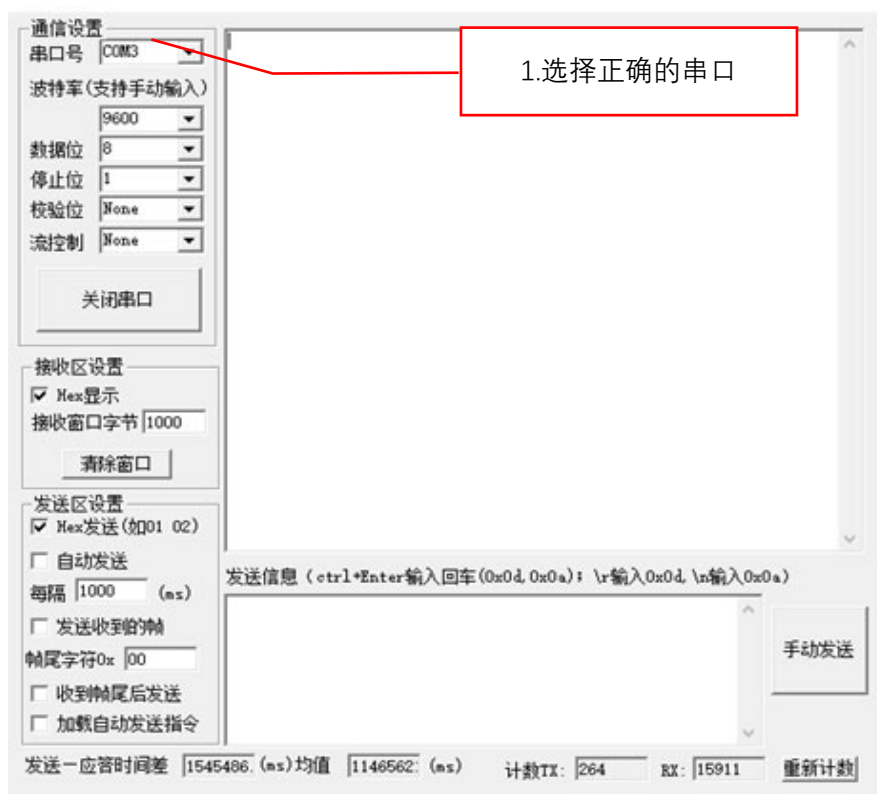 通信设置
串口号 COM3
1.选择正确的串口
波特率(支持手动输入)
9600
数据位 8
停止位 1
校验位 None
流控制 None
关闭串口
接收区设置
Hex显示
接收窗口字节 1000
清除窗口
发送区设置
Hex发送(如01 02)
自动发送
每隔 1000 (ms)
发送收到的帧
帧尾字符0x 00
收到帧尾后发送
加载自动发送指令
发送信息（ctrl+Enter输入回车(0x0d,0x0a)；\r输入0x0d,\n输入0x0a）
手动发送
发送一应答时间差 1545486. (ms)均值 1146562. (ms) 计数TX: 264 RX: 15911 重新计数